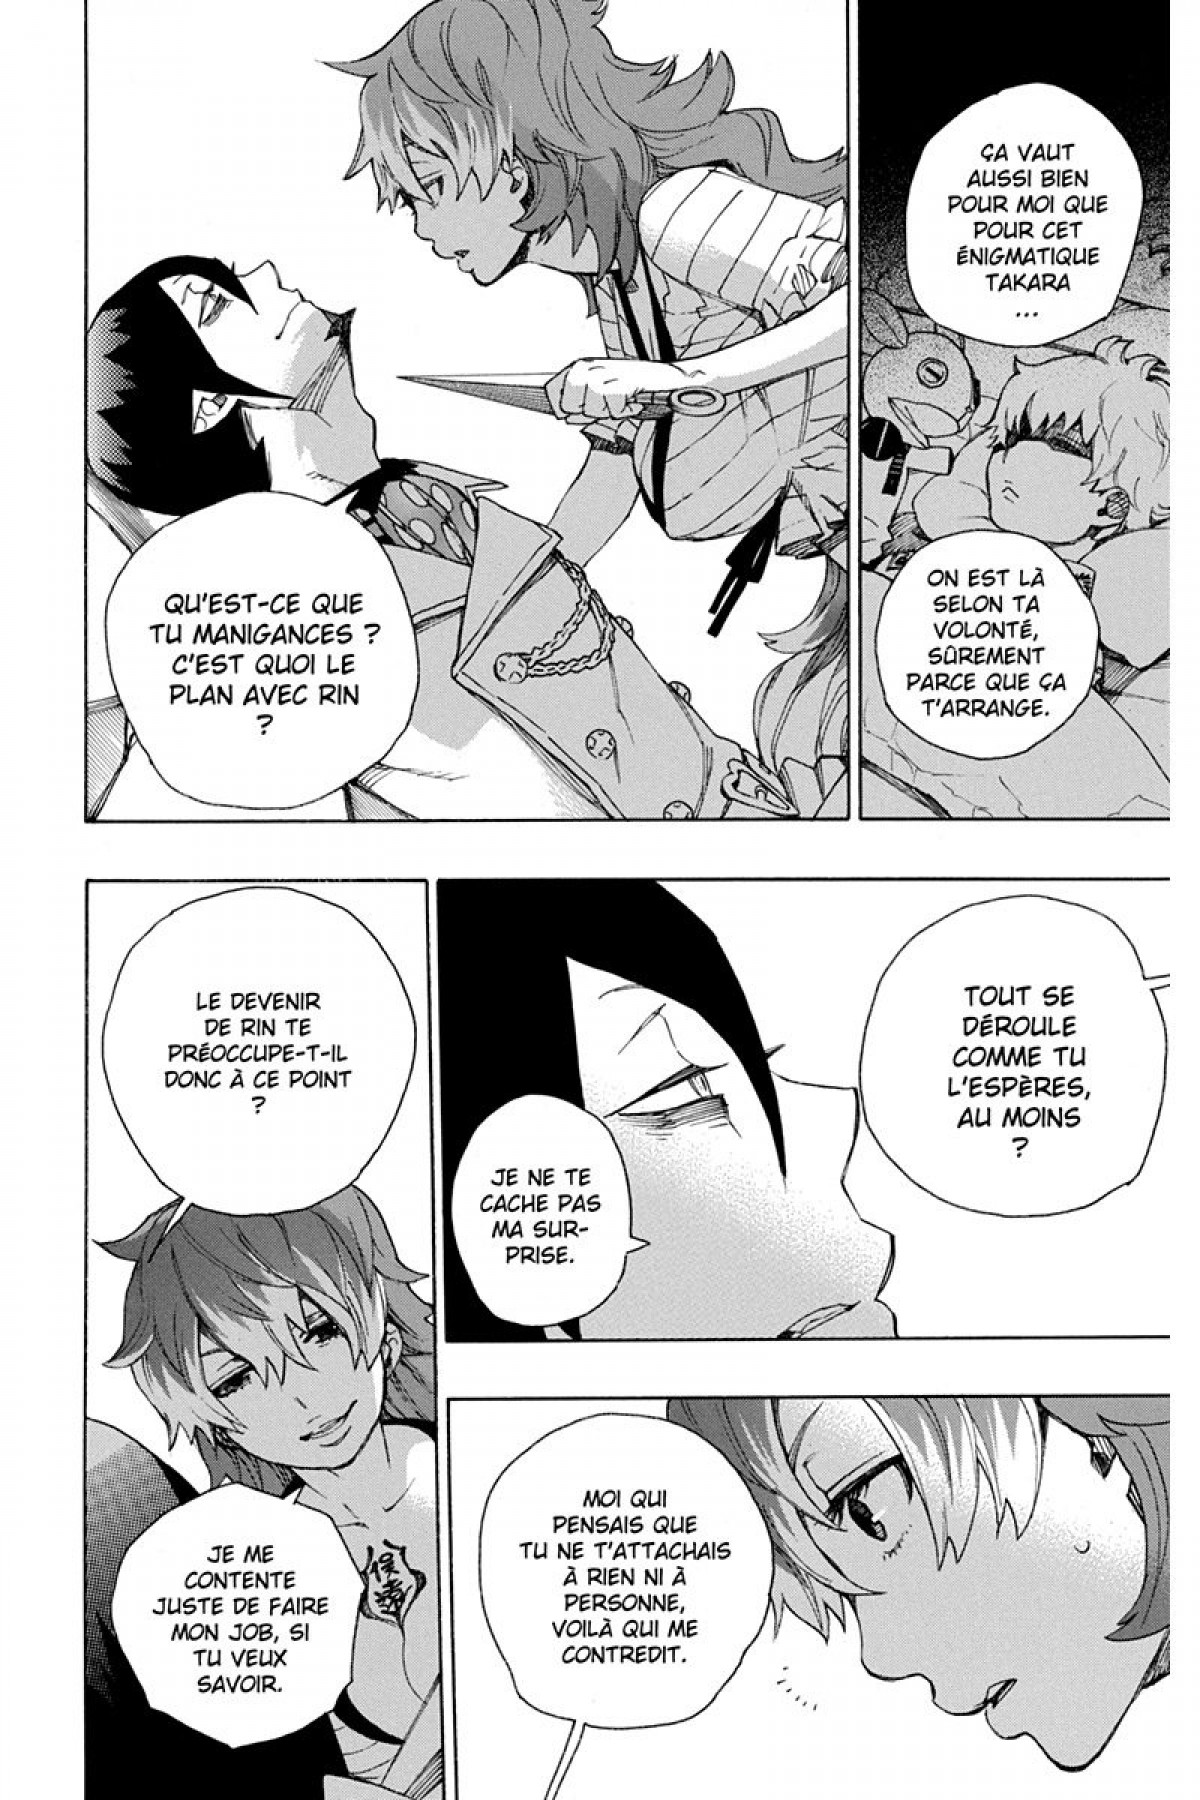 ÇA VAUT
AUSSI BIEN
POUR MOI QUE
POUR CET
ÉNIGMATIQUE
TAKARA
...
ON EST LÀ
SELON TA
VOLONTÉ,
SÛREMENT
PARCE QUE ÇA
T'ARRANGE.
QU'EST-CE QUE
TU MANIGANCES ?
C'EST QUOI LE
PLAN AVEC RIN
?
TOUT SE
DÉROULE
COMME TU
L'ESPÈRES,
AU MOINS
?
JE NE TE
CACHE PAS
MA SUR-
PRISE.
LE DEVENIR
DE RIN TE
PRÉOCCUPE-T-IL
DONC À CE POINT
?
MOI QUI
PENSAIS QUE
TU NE T'ATTACHAIS
À RIEN NI À
PERSONNE,
VOILÀ QUI ME
CONTREDIT.
JE ME
CONTENTE
JUSTE DE FAIRE
MON JOB, SI
TU VEUX
SAVOIR.